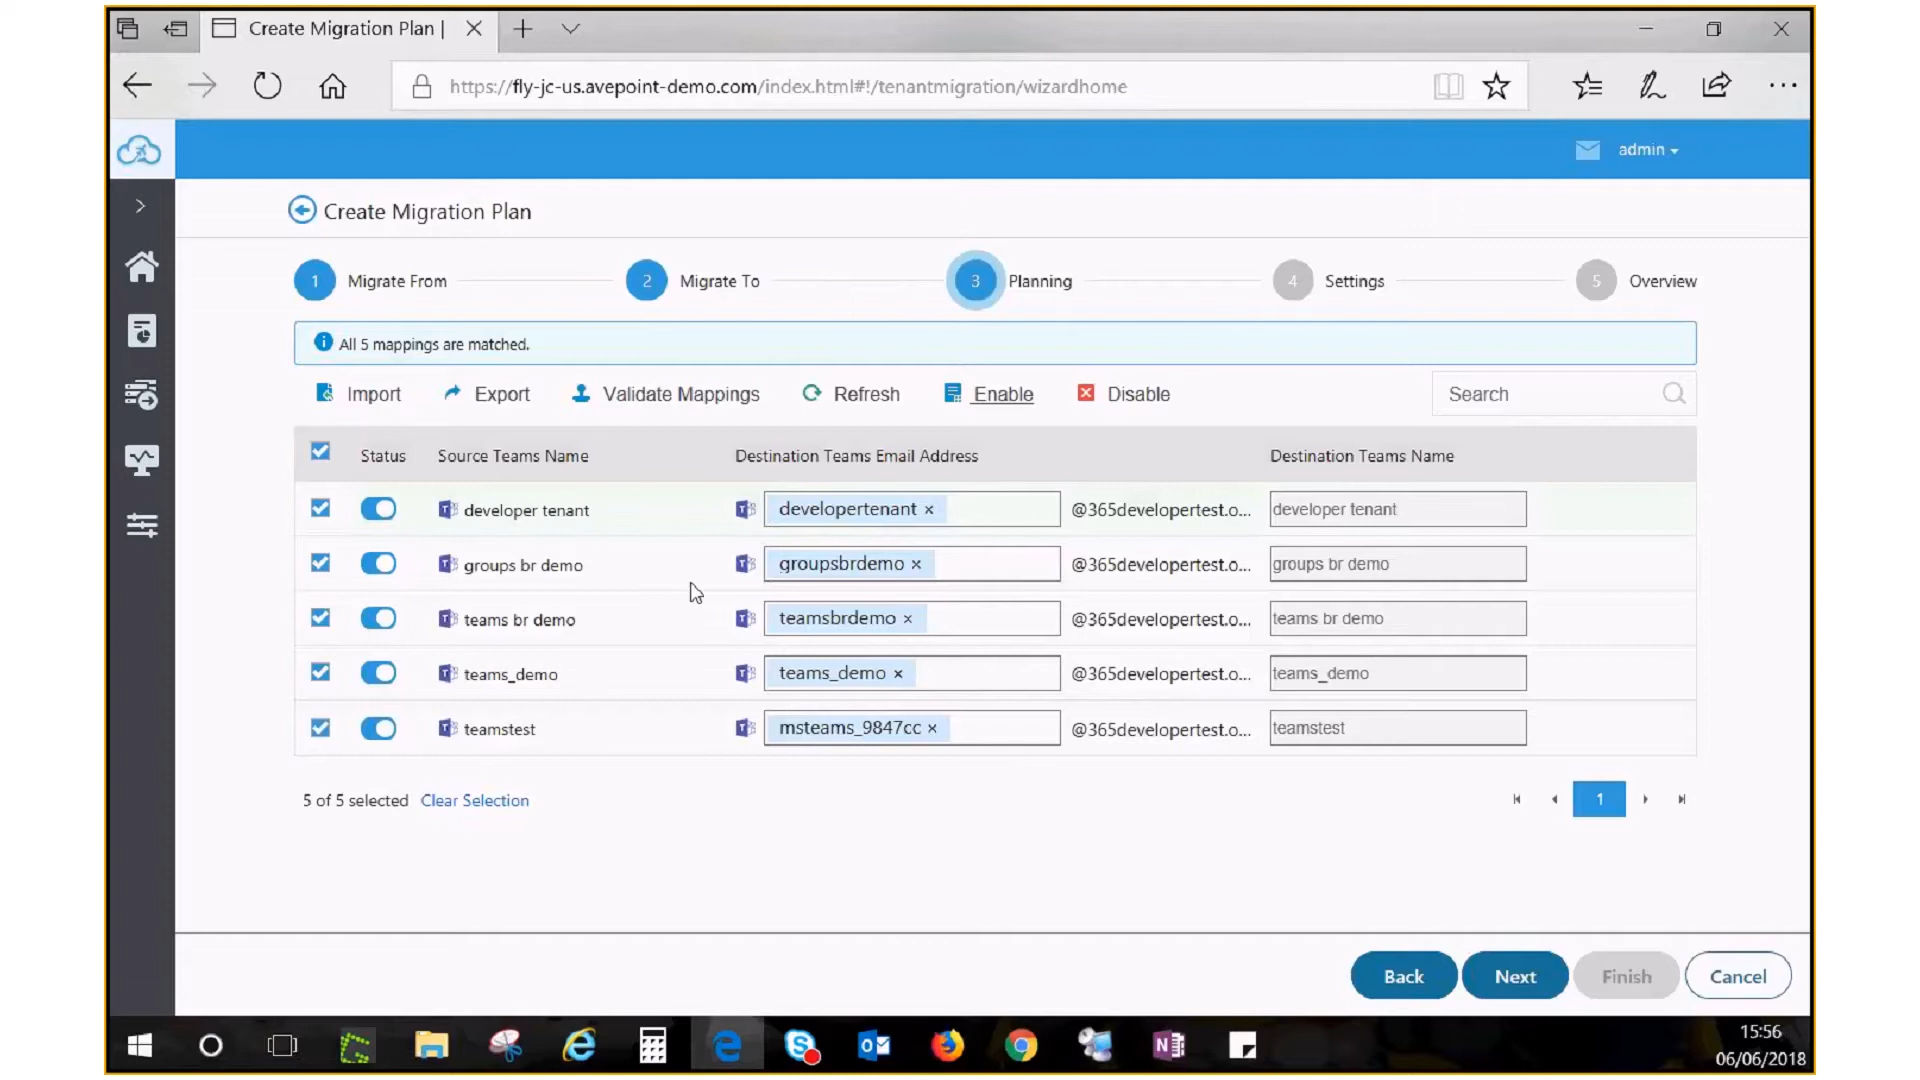 Create Migration Plan |
https://fly-jc-us.avepoint-demo.com/index.html#!/tenantmigration/wizardhome
admin
Create Migration Plan
1 Migrate From 2 Migrate To 3 Planning 4 Settings 5 Overview
All 5 mappings are matched.
Import Export Validate Mappings Refresh Enable Disable Search
Status Source Teams Name Destination Teams Email Address Destination Teams Name
developer tenant developertenant × @365developertest.o... developer tenant
groups br demo groupsbrdemo × @365developertest.o... groups br demo
teams br demo teamsbrdemo × @365developertest.o... teams br demo
teams_demo teams_demo × @365developertest.o... teams_demo
teamstest msteams_9847cc × @365developertest.o... teamstest
5 of 5 selected Clear Selection 1
Back Next Finish Cancel
15:56
06/06/2018